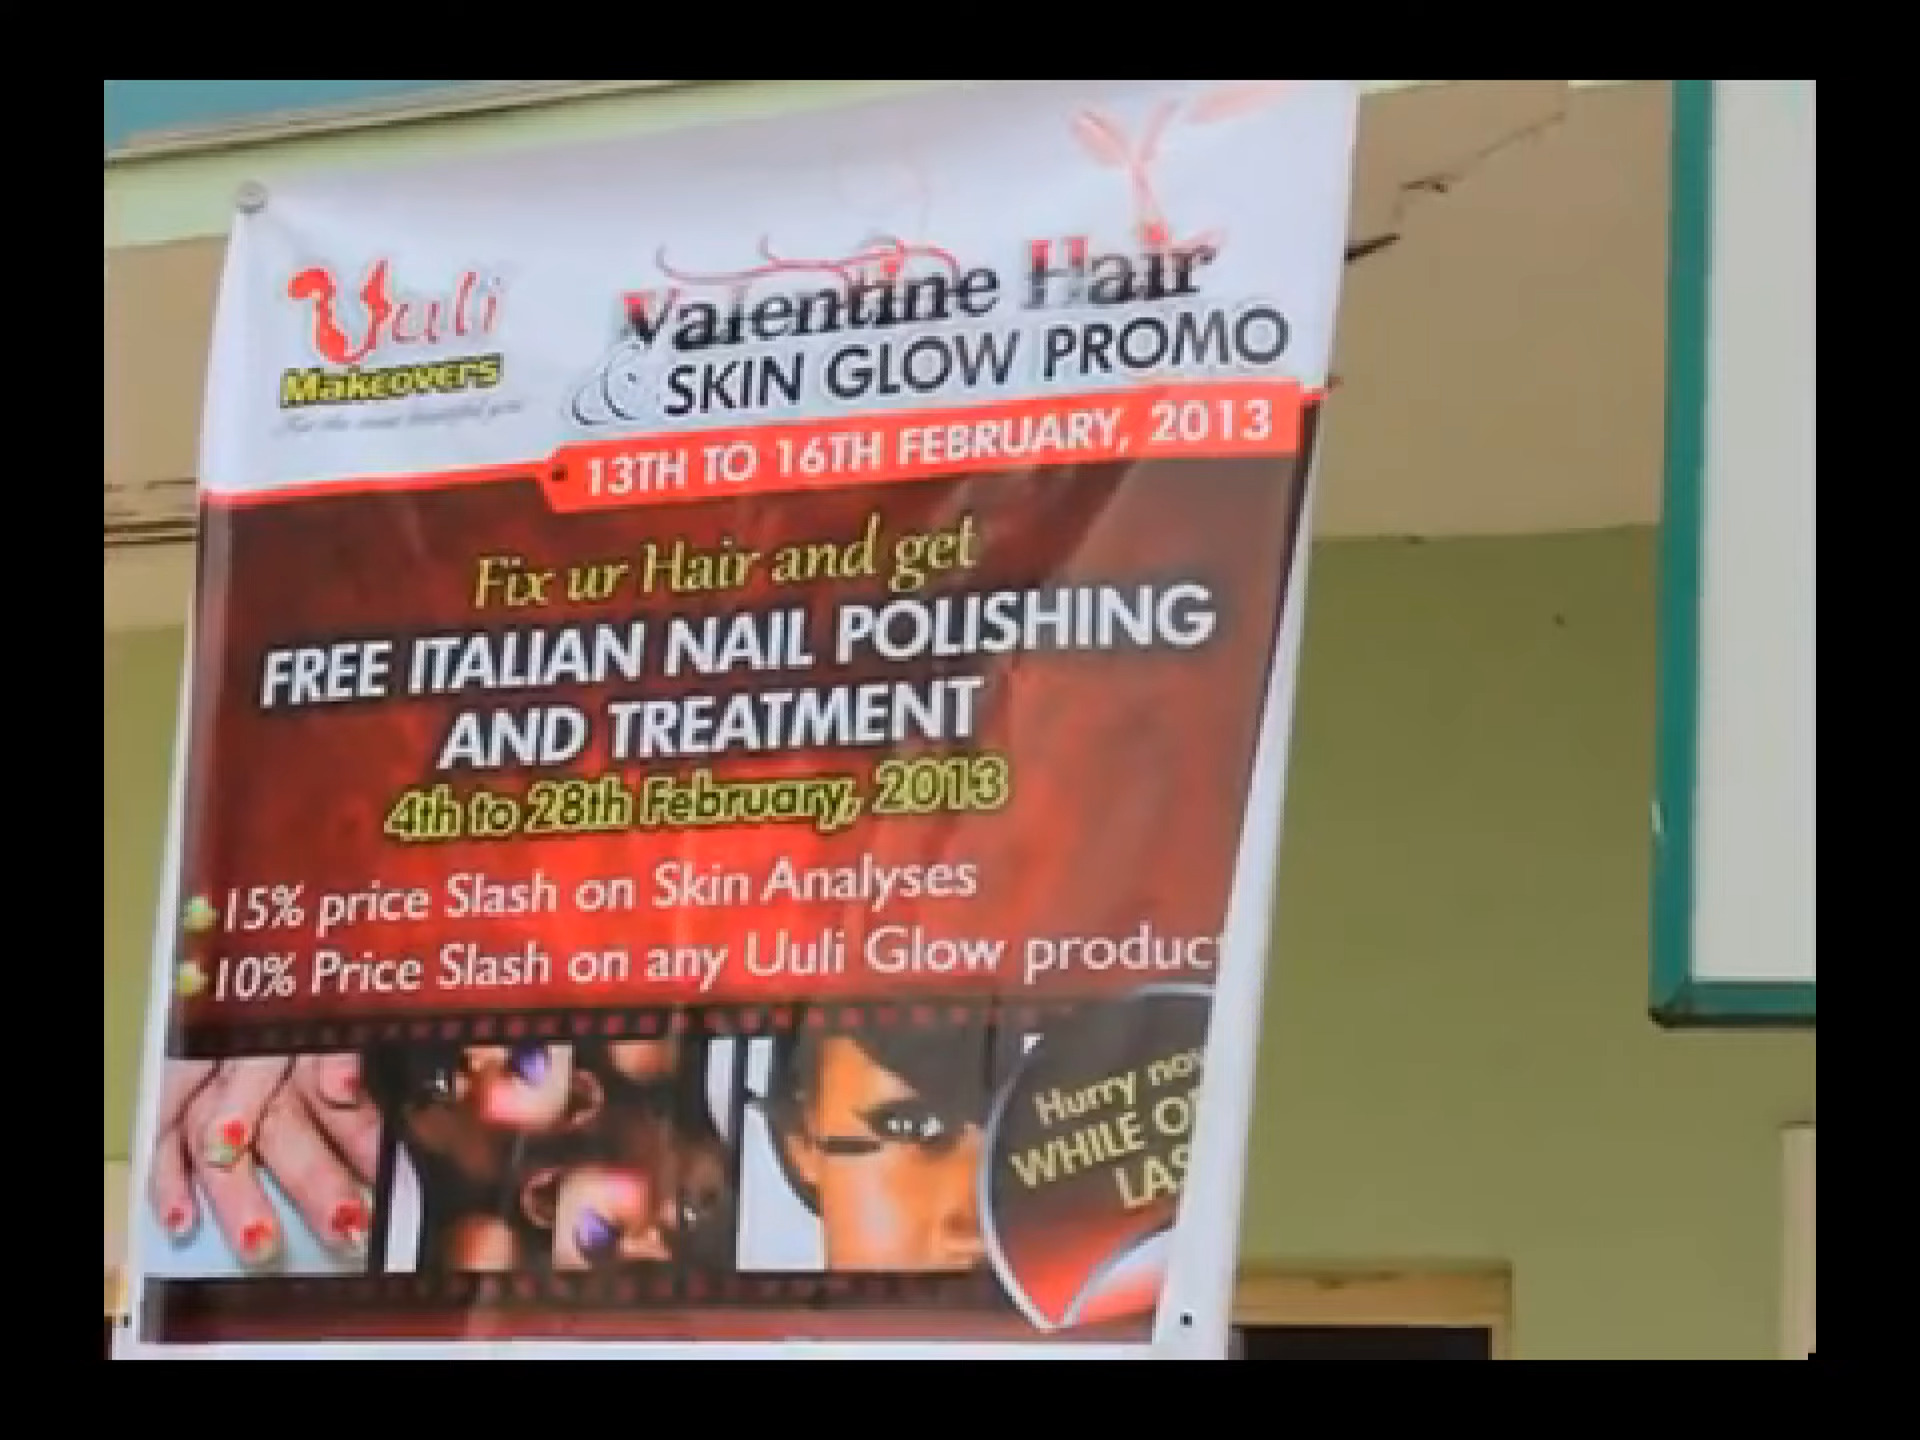 Uuli
Makeovers
Valentine Hair
& SKIN GLOW PROMO
13TH TO 16TH FEBRUARY, 2013
Fix ur Hair and get
FREE ITALIAN NAIL POLISHING
AND TREATMENT
4th to 28th February, 2013
15% price Slash on Skin Analyses
10% Price Slash on any Uuli Glow produc
Hurry no
WHILE O
LAS